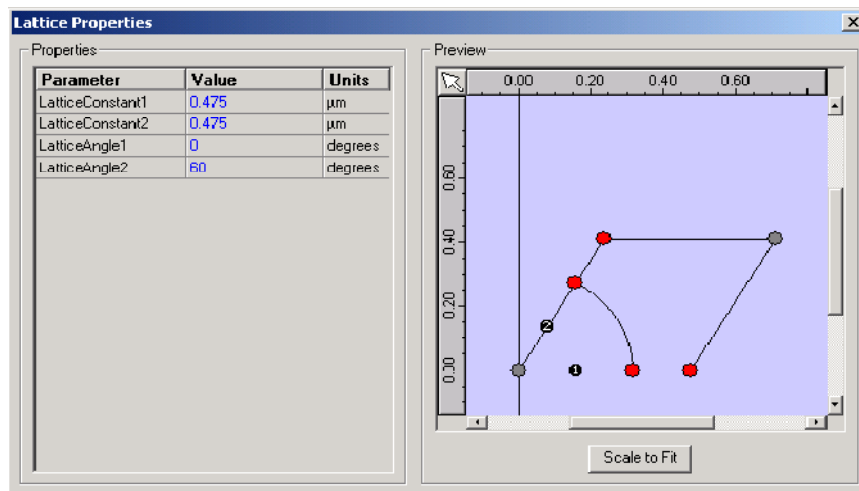 Lattice Properties
Properties
Parameter Value Units
LatticeConstant1 0.475 µm
LatticeConstant2 0.475 µm
LatticeAngle1 0 degrees
LatticeAngle2 60 degrees
Preview
0.00 0.20 0.40 0.60
0.60
0.40
0.20
0.00
2
1
Scale to Fit